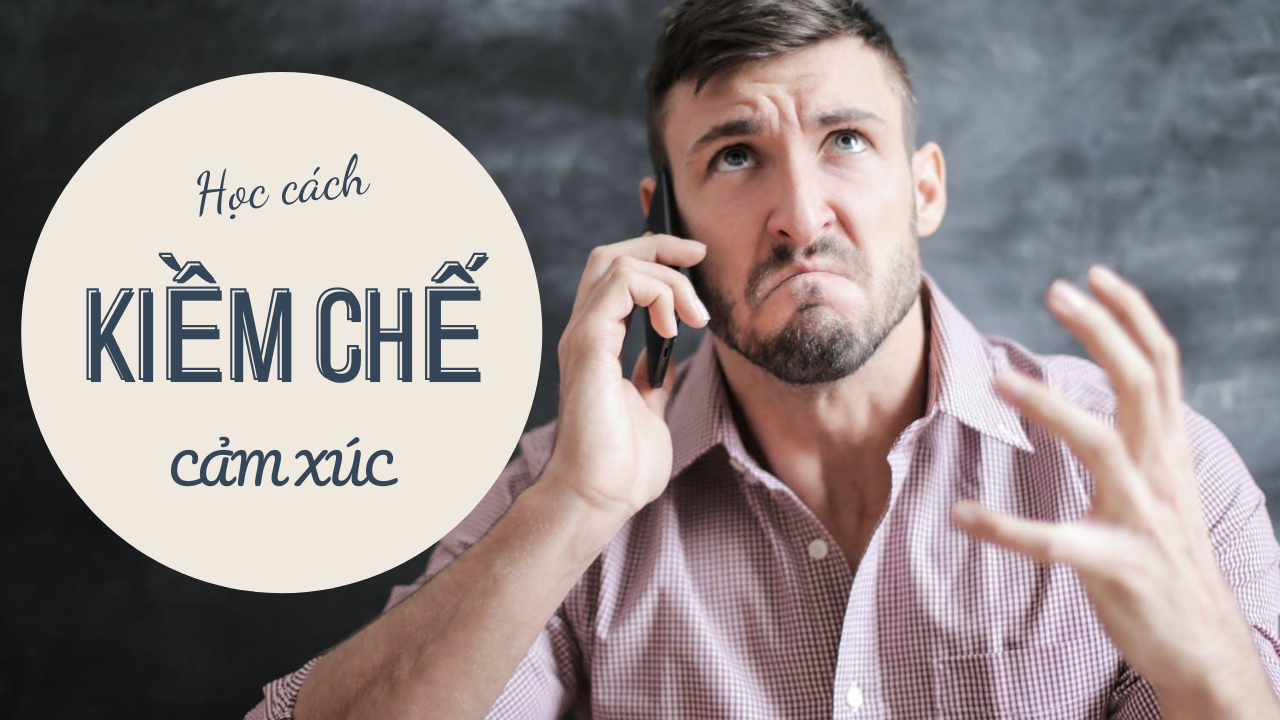 Học cách
KIỀM CHẾ
cảm xúc